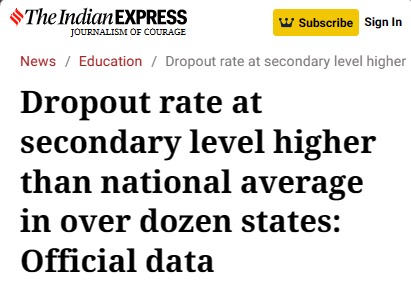 The Indian EXPRESS
JOURNALISM OF COURAGE
Subscribe
Sign In
News / Education / Dropout rate at secondary level higher
Dropout rate at
secondary level higher
than national average
in over dozen states:
Official data